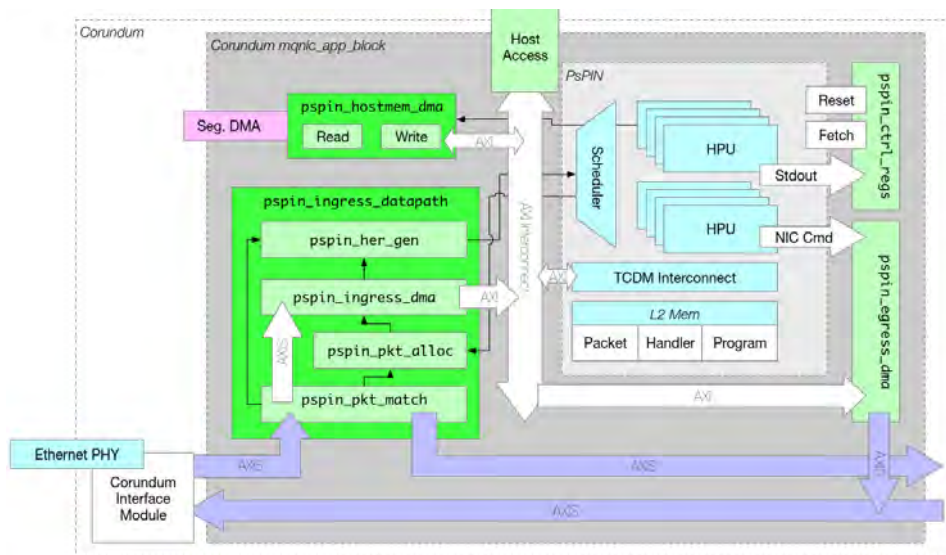 Corundum
Corundum mqnic_app_block
Host
Access
PsPIN
pspin_hostmem_dma
Seg. DMA
Read
Write
AXI
Scheduler
HPU
HPU
Reset
Fetch
Stdout
NIC Cmd
pspin_ctrl_regs
pspin_ingress_datapath
pspin_her_gen
pspin_ingress_dma
AXI
AXIS
pspin_pkt_alloc
pspin_pkt_match
AXI Interconnect
AXI
TCDM Interconnect
L2 Mem
Packet
Handler
Program
AXI
pspin_egress_dma
Ethernet PHY
Corundum
Interface
Module
AXIS
AXIS
AXIS
AXIS